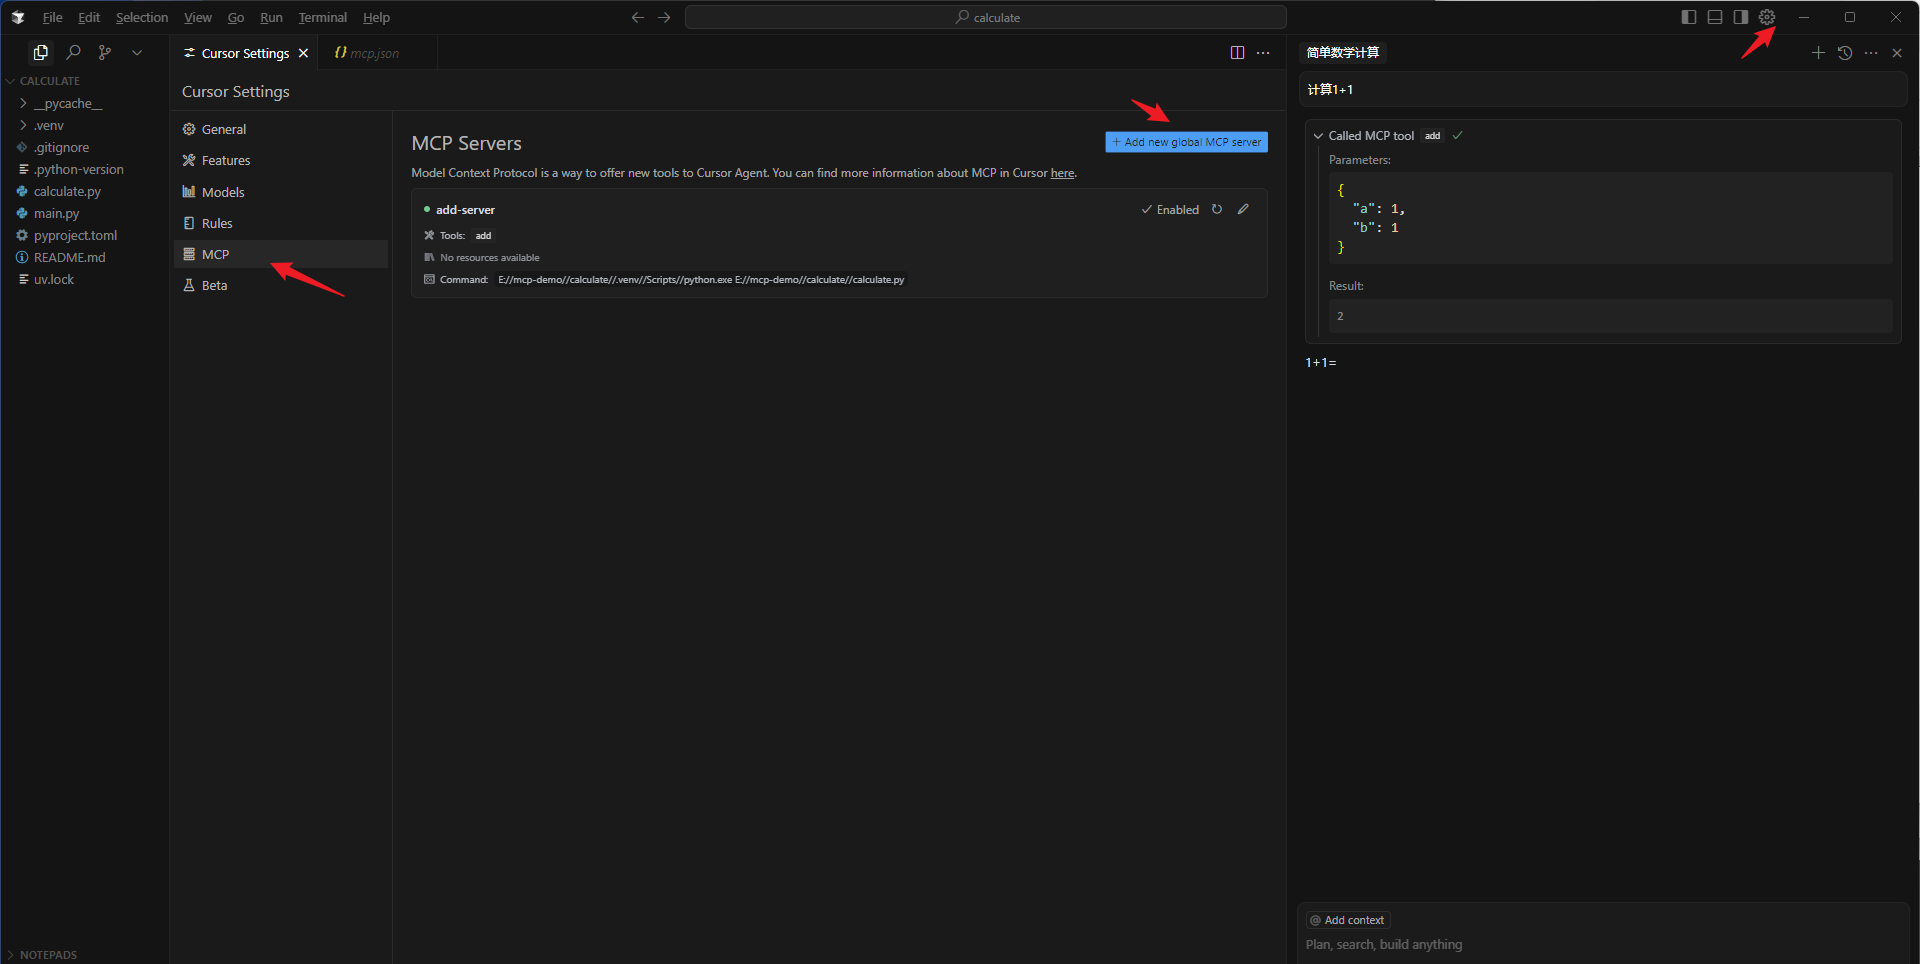 File Edit Selection View Go Run Terminal Help
calculate
CALCULATE
__pycache__
.venv
.gitignore
.python-version
calculate.py
main.py
pyproject.toml
README.md
uv.lock
NOTEPADS
Cursor Settings
{} mcp.json
Cursor Settings
General
Features
Models
Rules
MCP
Beta
MCP Servers
+ Add new global MCP server
Model Context Protocol is a way to offer new tools to Cursor Agent. You can find more information about MCP in Cursor here.
add-server
Enabled
Tools: add
No resources available
Command: E://mcp-demo//calculate//.venv//Scripts//python.exe E://mcp-demo//calculate//calculate.py
简单数学计算
计算1+1
Called MCP tool add
Parameters:
{
"a": 1,
"b": 1
}
Result:
2
1+1=
@ Add context
Plan, search, build anything